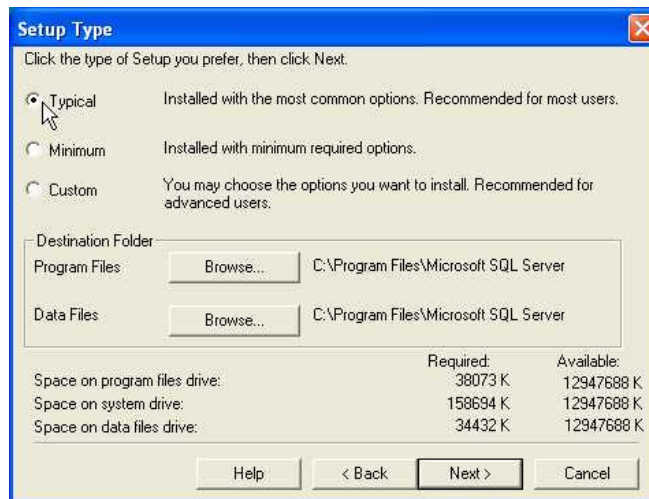 Setup Type
Click the type of Setup you prefer, then click Next.
Typical Installed with the most common options. Recommended for most users.
Minimum Installed with minimum required options.
Custom You may choose the options you want to install. Recommended for
advanced users.
Destination Folder
Program Files Browse... C:\Program Files\Microsoft SQL Server
Data Files Browse... C:\Program Files\Microsoft SQL Server
Required: Available:
Space on program files drive: 38073 K 12947688 K
Space on system drive: 158694 K 12947688 K
Space on data files drive: 34432 K 12947688 K
Help < Back Next > Cancel